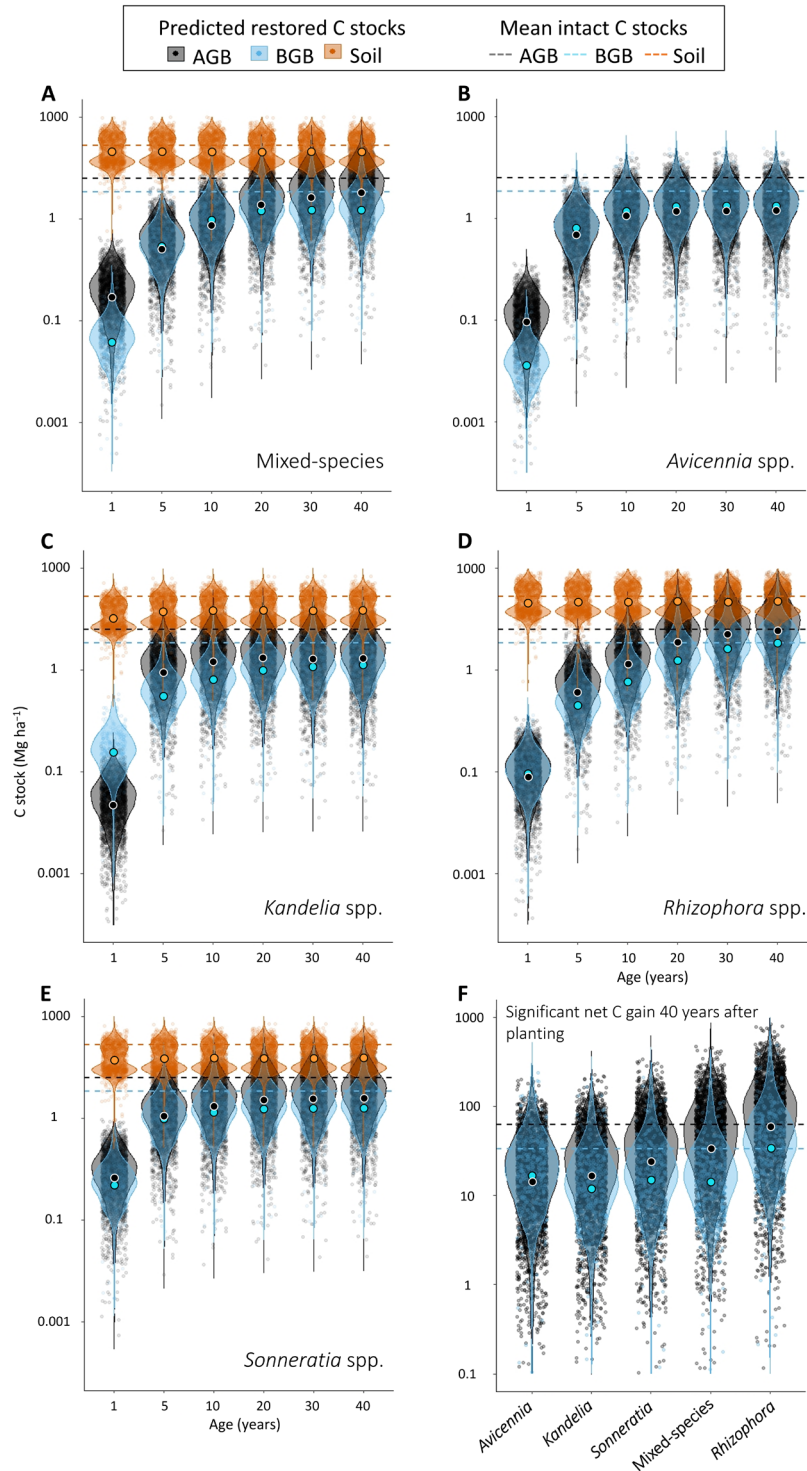 Predicted restored C stocks
AGB BGB Soil
Mean intact C stocks
AGB BGB Soil
A
1000
1
0.1
0.001
1 5 10 20 30 40
Mixed-species
B
1000
1
0.1
0.001
1 5 10 20 30 40
Avicennia spp.
C
1000
1
0.1
0.001
1 5 10 20 30 40
Kandelia spp.
C stock (Mg ha⁻¹)
D
1000
1
0.1
0.001
1 5 10 20 30 40
Age (years)
Rhizophora spp.
E
1000
1
0.1
0.001
1 5 10 20 30 40
Age (years)
Sonneratia spp.
F
Significant net C gain 40 years after
planting
1000
100
10
1
0.1
Avicennia
Kandelia
Sonneratia
Mixed-species
Rhizophora